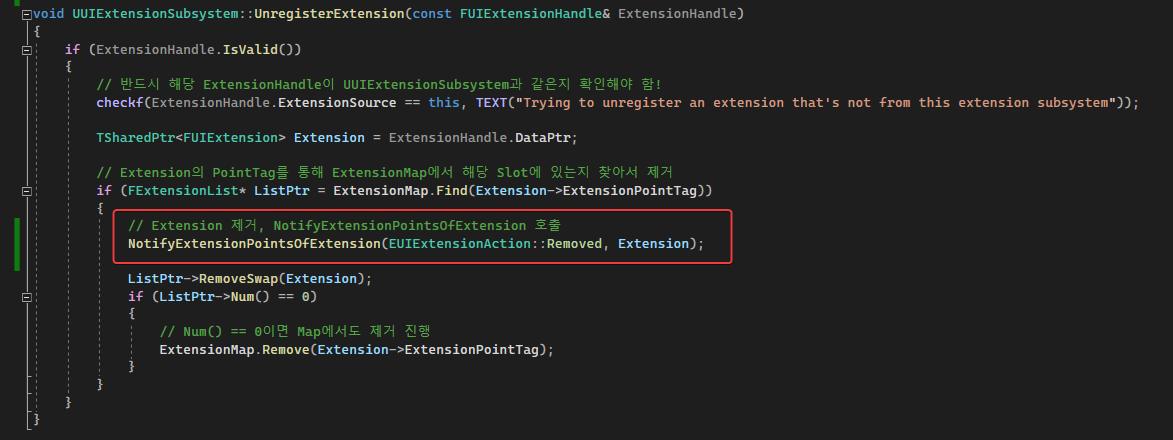 void UUIExtensionSubsystem::UnregisterExtension(const FUIExtensionHandle& ExtensionHandle)
{
if (ExtensionHandle.IsValid())
{
// 반드시 해당 ExtensionHandle이 UUIExtensionSubsystem과 같은지 확인해야 함!
checkf(ExtensionHandle.ExtensionSource == this, TEXT("Trying to unregister an extension that's not from this extension subsystem"));
TSharedPtr<FUIExtension> Extension = ExtensionHandle.DataPtr;
// Extension의 PointTag를 통해 ExtensionMap에서 해당 Slot에 있는지 찾아서 제거
if (FExtensionList* ListPtr = ExtensionMap.Find(Extension->ExtensionPointTag))
{
// Extension 제거, NotifyExtensionPointsOfExtension 호출
NotifyExtensionPointsOfExtension(EUIExtensionAction::Removed, Extension);
ListPtr->RemoveSwap(Extension);
if (ListPtr->Num() == 0)
{
// Num() == 0이면 Map에서도 제거 진행
ExtensionMap.Remove(Extension->ExtensionPointTag);
}
}
}
}